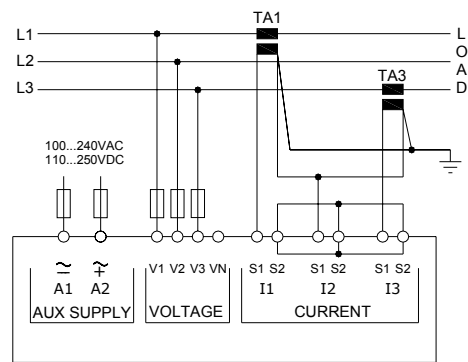 TA1
L1 L
L2 O
TA3
A
L3 D
100...240VAC
110...250VDC
V1 V2 V3 VN S1 S2 S1 S2 S1 S2
A1 A2 I1 I2 I3
AUX SUPPLY VOLTAGE CURRENT